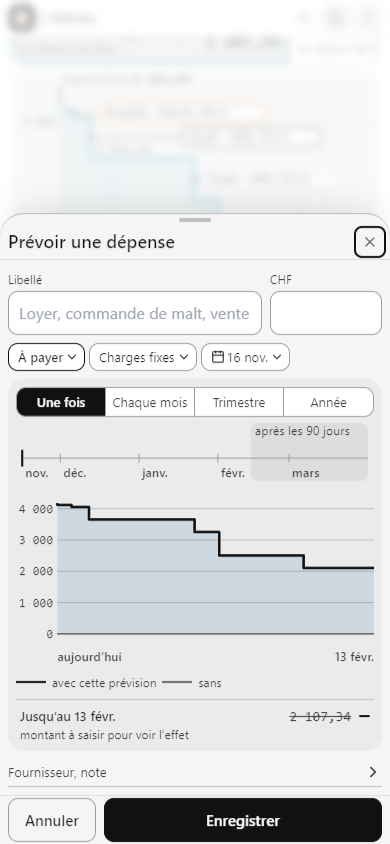 Prévoir une dépense
Libellé CHF
Loyer, commande de malt, vente
À payer Charges fixes 16 nov.
Une fois Chaque mois Trimestre Année
après les 90 jours
nov. déc. janv. févr. mars
4 000
3 000
2 000
1 000
0
aujourd'hui 13 févr.
avec cette prévision sans
Jusqu'au 13 févr. 2 107,34 –
montant à saisir pour voir l'effet
Fournisseur, note
Annuler Enregistrer